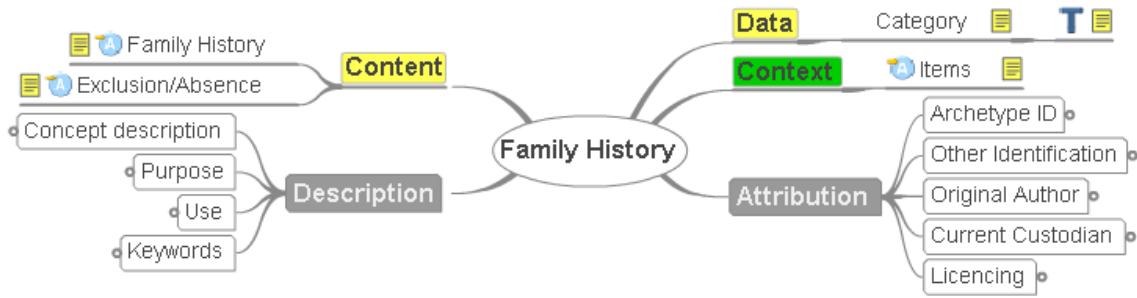 Family History
Content
Family History
Exclusion/Absence
Description
Concept description
Purpose
Use
Keywords
Data
Category
T
Context
Items
Attribution
Archetype ID
Other Identification
Original Author
Current Custodian
Licencing